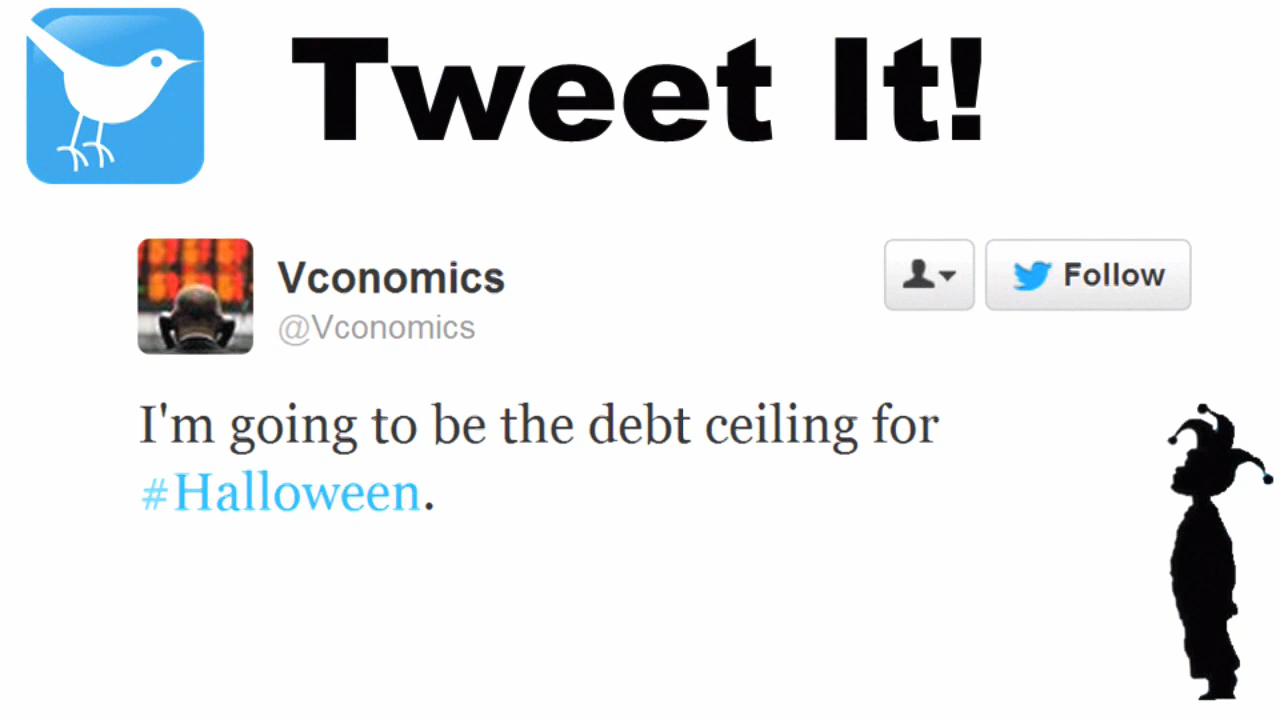 Tweet It!
Vconomics
@Vconomics
Follow
I'm going to be the debt ceiling for
#Halloween.